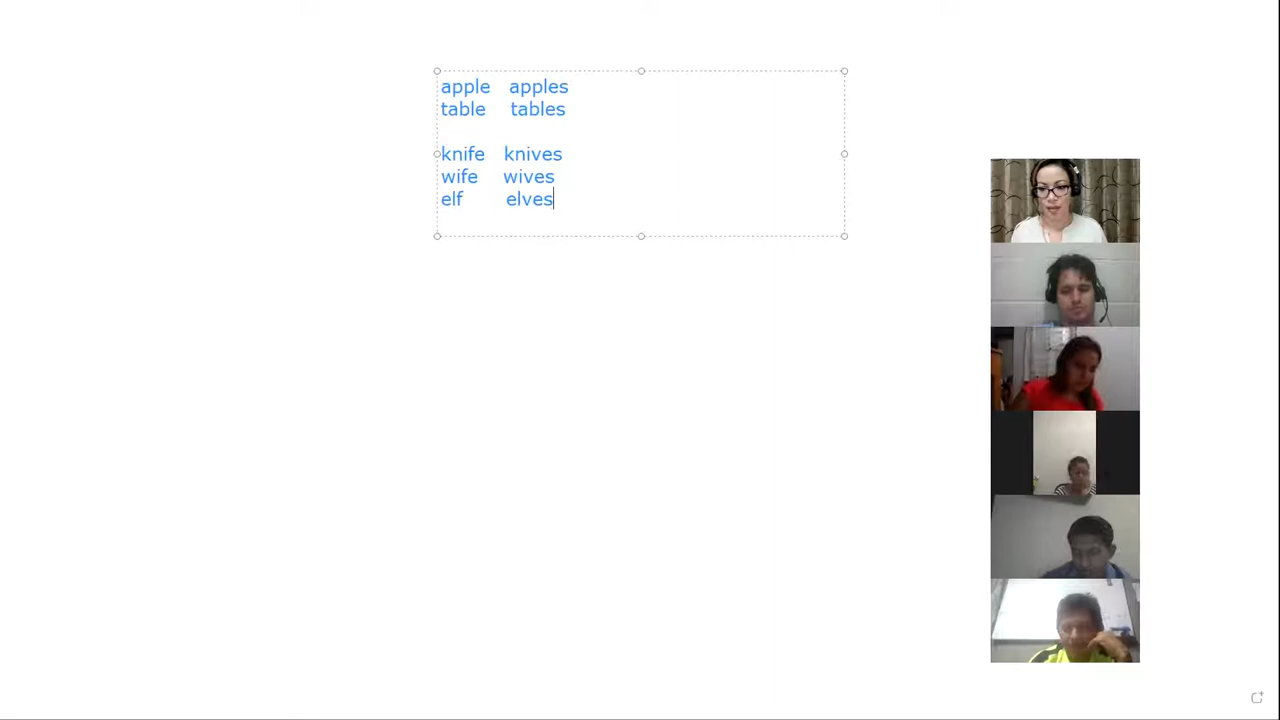 apple apples
table tables
knife knives
wife wives
elf elves